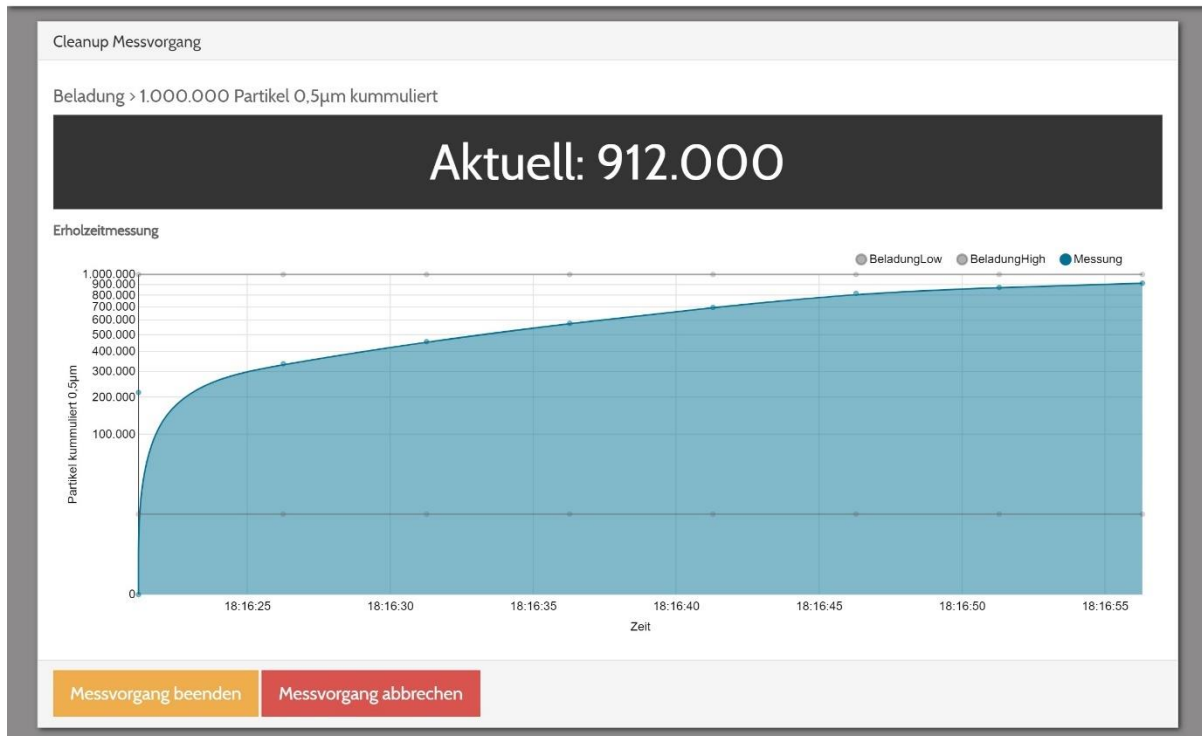 Cleanup Messvorgang
Beladung > 1.000.000 Partikel 0,5µm kummuliert
Aktuell: 912.000
Erholzeitmessung
BeladungLow BeladungHigh Messung
1.000.000
900.000
800.000
700.000
600.000
500.000
400.000
300.000
200.000
100.000
0
Partikel kummuliert 0,5µm
18:16:25 18:16:30 18:16:35 18:16:40 18:16:45 18:16:50 18:16:55
Zeit
Messvorgang beenden Messvorgang abbrechen